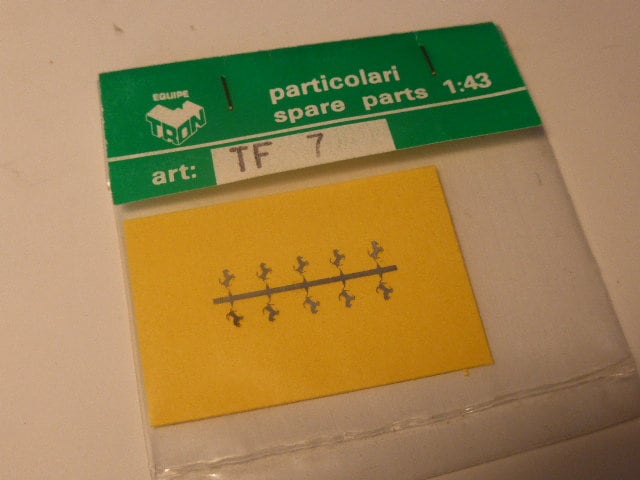 EQUIPE
TRON
particolari
spare parts 1:43
art: TF 7